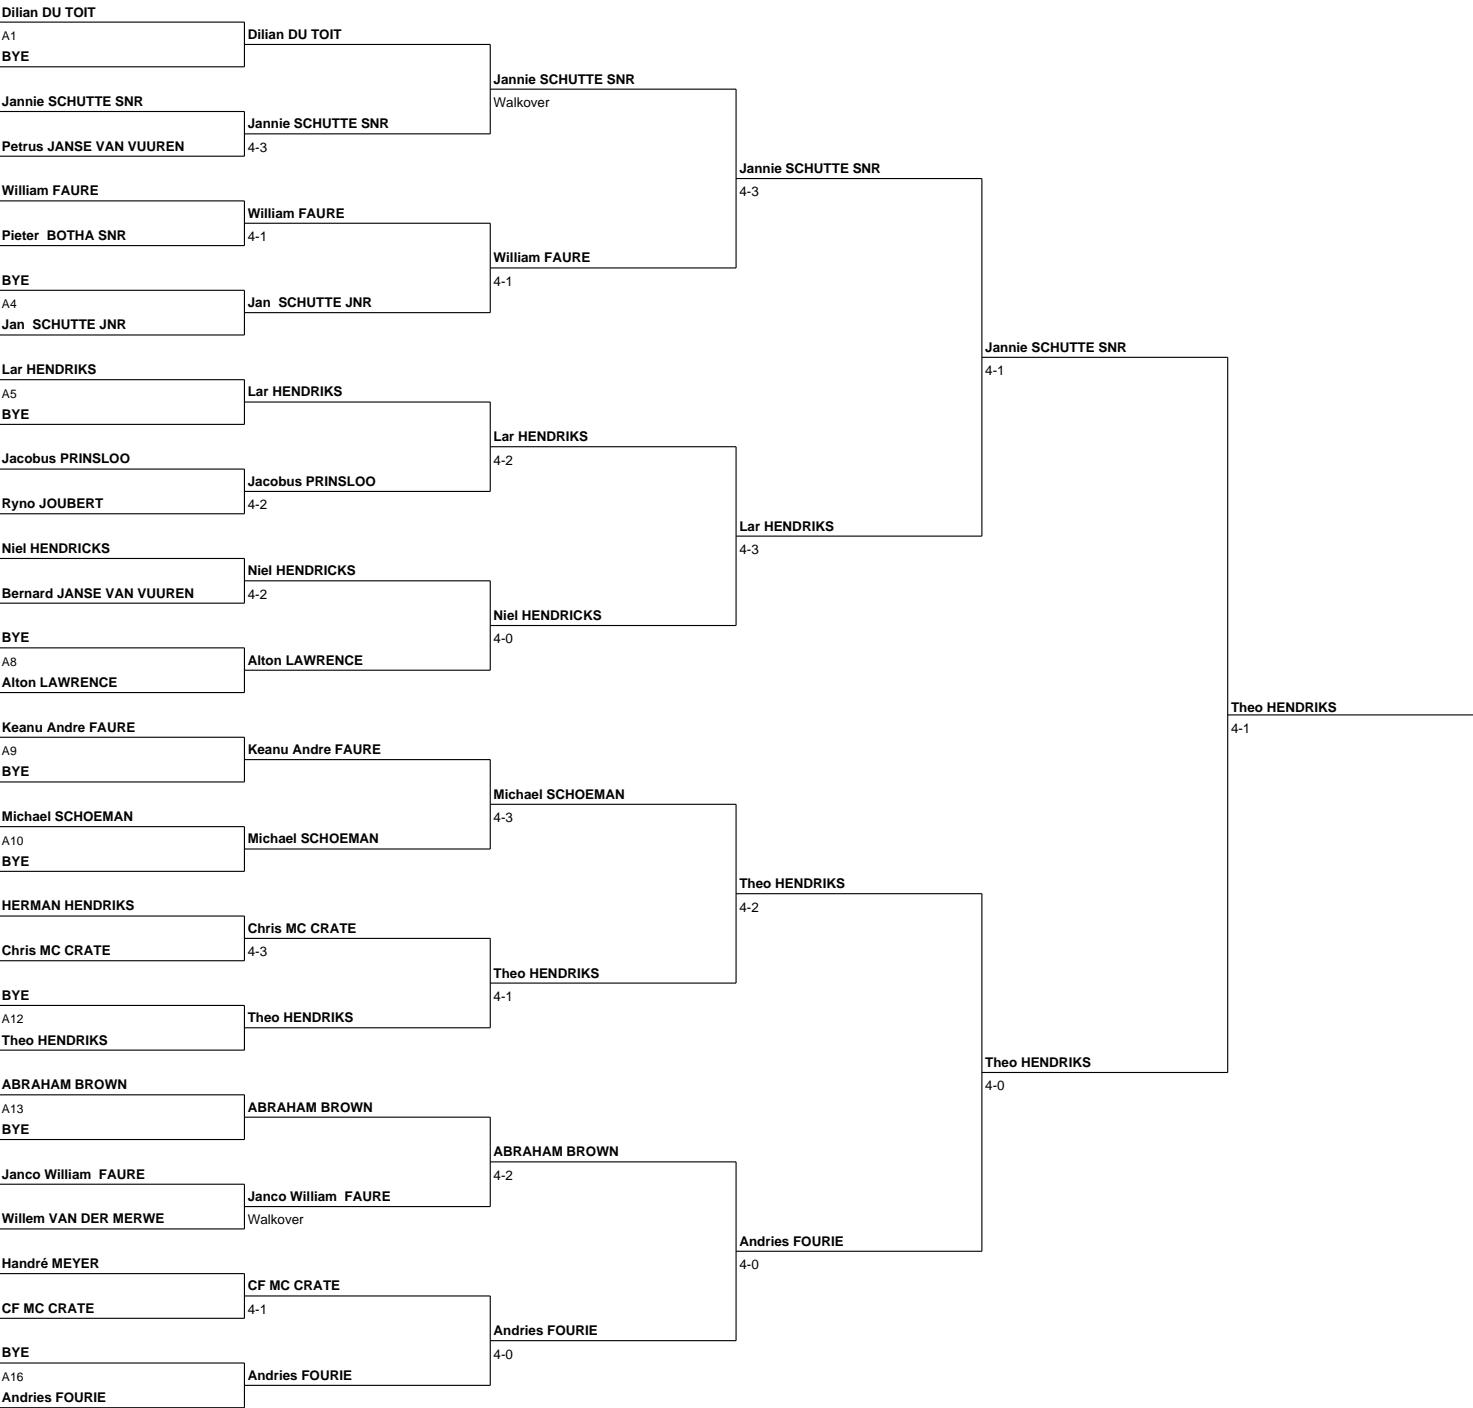 Dilian DU TOIT
A1
BYE
Jannie SCHUTTE SNR
Petrus JANSE VAN VUUREN
William FAURE
Pieter  BOTHA SNR
BYE
A4
Jan  SCHUTTE JNR
Lar HENDRIKS
A5
BYE
Jacobus PRINSLOO
Ryno JOUBERT
Niel HENDRICKS
Bernard JANSE VAN VUUREN
BYE
A8
Alton LAWRENCE
Keanu Andre FAURE
A9
BYE
Michael SCHOEMAN
A10
BYE
HERMAN HENDRIKS
Chris MC CRATE
BYE
A12
Theo HENDRIKS
ABRAHAM BROWN
A13
BYE
Janco William  FAURE
Willem VAN DER MERWE
Handré MEYER
CF MC CRATE
BYE
A16
Andries FOURIE
Dilian DU TOIT
Jannie SCHUTTE SNR
4-3
William FAURE
4-1
Jan  SCHUTTE JNR
Lar HENDRIKS
Jacobus PRINSLOO
4-2
Niel HENDRICKS
4-2
Alton LAWRENCE
Keanu Andre FAURE
Michael SCHOEMAN
Chris MC CRATE
4-3
Theo HENDRIKS
ABRAHAM BROWN
Janco William  FAURE
Walkover
CF MC CRATE
4-1
Andries FOURIE
Jannie SCHUTTE SNR
Walkover
William FAURE
4-1
Lar HENDRIKS
4-2
Niel HENDRICKS
4-0
Michael SCHOEMAN
4-3
Theo HENDRIKS
4-1
ABRAHAM BROWN
4-2
Andries FOURIE
4-0
Jannie SCHUTTE SNR
4-3
Lar HENDRIKS
4-3
Theo HENDRIKS
4-2
Andries FOURIE
4-0
Jannie SCHUTTE SNR
4-1
Theo HENDRIKS
4-0
Theo HENDRIKS
4-1